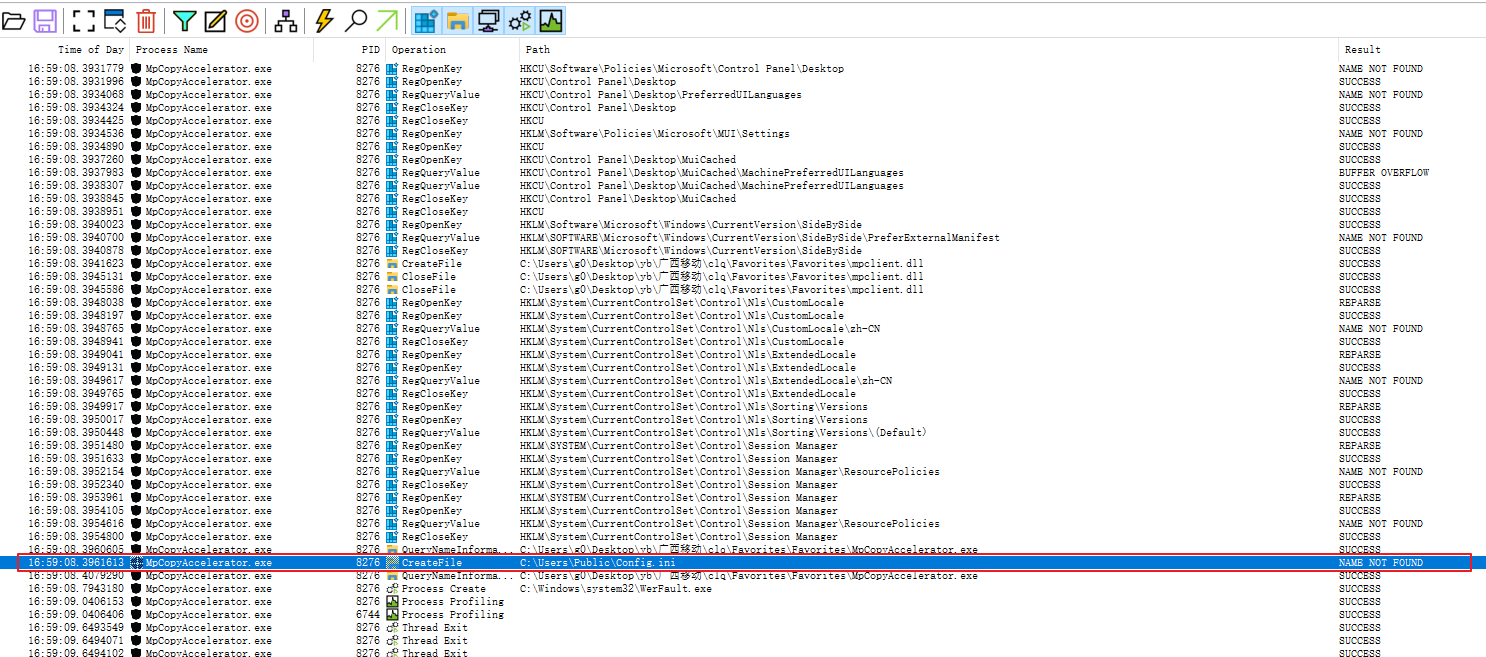 Time of Day Process Name PID Operation Path Result
16:59:08.3931779 MpCopyAccelerator.exe 8276 RegOpenKey HKCU\Software\Policies\Microsoft\Control Panel\Desktop NAME NOT FOUND
16:59:08.3931996 MpCopyAccelerator.exe 8276 RegOpenKey HKCU\Control Panel\Desktop SUCCESS
16:59:08.3934068 MpCopyAccelerator.exe 8276 RegQueryValue HKCU\Control Panel\Desktop\PreferredUILanguages NAME NOT FOUND
16:59:08.3934324 MpCopyAccelerator.exe 8276 RegCloseKey HKCU\Control Panel\Desktop SUCCESS
16:59:08.3934425 MpCopyAccelerator.exe 8276 RegCloseKey HKCU SUCCESS
16:59:08.3934536 MpCopyAccelerator.exe 8276 RegOpenKey HKLM\Software\Policies\Microsoft\MUI\Settings NAME NOT FOUND
16:59:08.3934890 MpCopyAccelerator.exe 8276 RegOpenKey HKCU SUCCESS
16:59:08.3937260 MpCopyAccelerator.exe 8276 RegOpenKey HKCU\Control Panel\Desktop\MuiCached SUCCESS
16:59:08.3937983 MpCopyAccelerator.exe 8276 RegQueryValue HKCU\Control Panel\Desktop\MuiCached\MachinePreferredUILanguages BUFFER OVERFLOW
16:59:08.3938307 MpCopyAccelerator.exe 8276 RegQueryValue HKCU\Control Panel\Desktop\MuiCached\MachinePreferredUILanguages SUCCESS
16:59:08.3938845 MpCopyAccelerator.exe 8276 RegCloseKey HKCU\Control Panel\Desktop\MuiCached SUCCESS
16:59:08.3938951 MpCopyAccelerator.exe 8276 RegCloseKey HKCU SUCCESS
16:59:08.3940023 MpCopyAccelerator.exe 8276 RegOpenKey HKLM\Software\Microsoft\Windows\CurrentVersion\SideBySide SUCCESS
16:59:08.3940700 MpCopyAccelerator.exe 8276 RegQueryValue HKLM\SOFTWARE\Microsoft\Windows\CurrentVersion\SideBySide\PreferExternalManifest NAME NOT FOUND
16:59:08.3940878 MpCopyAccelerator.exe 8276 RegCloseKey HKLM\SOFTWARE\Microsoft\Windows\CurrentVersion\SideBySide SUCCESS
16:59:08.3941623 MpCopyAccelerator.exe 8276 CreateFile C:\Users\g0\Desktop\yb\广西移动\clq\Favorites\Favorites\mpclient.dll SUCCESS
16:59:08.3945131 MpCopyAccelerator.exe 8276 CloseFile C:\Users\g0\Desktop\yb\广西移动\clq\Favorites\Favorites\mpclient.dll SUCCESS
16:59:08.3945586 MpCopyAccelerator.exe 8276 CloseFile C:\Users\g0\Desktop\yb\广西移动\clq\Favorites\Favorites\mpclient.dll SUCCESS
16:59:08.3948038 MpCopyAccelerator.exe 8276 RegOpenKey HKLM\System\CurrentControlSet\Control\Nls\CustomLocale REPARSE
16:59:08.3948197 MpCopyAccelerator.exe 8276 RegOpenKey HKLM\System\CurrentControlSet\Control\Nls\CustomLocale SUCCESS
16:59:08.3948765 MpCopyAccelerator.exe 8276 RegQueryValue HKLM\System\CurrentControlSet\Control\Nls\CustomLocale\zh-CN NAME NOT FOUND
16:59:08.3948941 MpCopyAccelerator.exe 8276 RegCloseKey HKLM\System\CurrentControlSet\Control\Nls\CustomLocale SUCCESS
16:59:08.3949041 MpCopyAccelerator.exe 8276 RegOpenKey HKLM\System\CurrentControlSet\Control\Nls\ExtendedLocale REPARSE
16:59:08.3949131 MpCopyAccelerator.exe 8276 RegOpenKey HKLM\System\CurrentControlSet\Control\Nls\ExtendedLocale SUCCESS
16:59:08.3949617 MpCopyAccelerator.exe 8276 RegQueryValue HKLM\System\CurrentControlSet\Control\Nls\ExtendedLocale\zh-CN NAME NOT FOUND
16:59:08.3949765 MpCopyAccelerator.exe 8276 RegCloseKey HKLM\System\CurrentControlSet\Control\Nls\ExtendedLocale SUCCESS
16:59:08.3949917 MpCopyAccelerator.exe 8276 RegOpenKey HKLM\System\CurrentControlSet\Control\Nls\Sorting\Versions REPARSE
16:59:08.3950017 MpCopyAccelerator.exe 8276 RegOpenKey HKLM\System\CurrentControlSet\Control\Nls\Sorting\Versions SUCCESS
16:59:08.3950448 MpCopyAccelerator.exe 8276 RegQueryValue HKLM\System\CurrentControlSet\Control\Nls\Sorting\Versions\(Default) SUCCESS
16:59:08.3951480 MpCopyAccelerator.exe 8276 RegOpenKey HKLM\SYSTEM\CurrentControlSet\Control\Session Manager REPARSE
16:59:08.3951633 MpCopyAccelerator.exe 8276 RegOpenKey HKLM\System\CurrentControlSet\Control\Session Manager SUCCESS
16:59:08.3952154 MpCopyAccelerator.exe 8276 RegQueryValue HKLM\System\CurrentControlSet\Control\Session Manager\ResourcePolicies NAME NOT FOUND
16:59:08.3952340 MpCopyAccelerator.exe 8276 RegCloseKey HKLM\System\CurrentControlSet\Control\Session Manager SUCCESS
16:59:08.3953961 MpCopyAccelerator.exe 8276 RegOpenKey HKLM\SYSTEM\CurrentControlSet\Control\Session Manager REPARSE
16:59:08.3954105 MpCopyAccelerator.exe 8276 RegOpenKey HKLM\System\CurrentControlSet\Control\Session Manager SUCCESS
16:59:08.3954616 MpCopyAccelerator.exe 8276 RegQueryValue HKLM\System\CurrentControlSet\Control\Session Manager\ResourcePolicies NAME NOT FOUND
16:59:08.3954800 MpCopyAccelerator.exe 8276 RegCloseKey HKLM\System\CurrentControlSet\Control\Session Manager SUCCESS
16:59:08.3960605 MpCopyAccelerator.exe 8276 QueryNameInforma... C:\Users\g0\Desktop\yb\广西移动\clq\Favorites\Favorites\MpCopyAccelerator.exe SUCCESS
16:59:08.3961613 MpCopyAccelerator.exe 8276 CreateFile C:\Users\Public\Config.ini NAME NOT FOUND
16:59:08.4079290 MpCopyAccelerator.exe 8276 QueryNameInforma... C:\Users\g0\Desktop\yb\广西移动\clq\Favorites\Favorites\MpCopyAccelerator.exe SUCCESS
16:59:08.7943180 MpCopyAccelerator.exe 8276 Process Create C:\Windows\system32\WerFault.exe SUCCESS
16:59:09.0406153 MpCopyAccelerator.exe 8276 Process Profiling SUCCESS
16:59:09.0406406 MpCopyAccelerator.exe 6744 Process Profiling SUCCESS
16:59:09.6493549 MpCopyAccelerator.exe 8276 Thread Exit SUCCESS
16:59:09.6494071 MpCopyAccelerator.exe 8276 Thread Exit SUCCESS
16:59:09.6494102 MpCopyAccelerator.exe 8276 Thread Exit SUCCESS